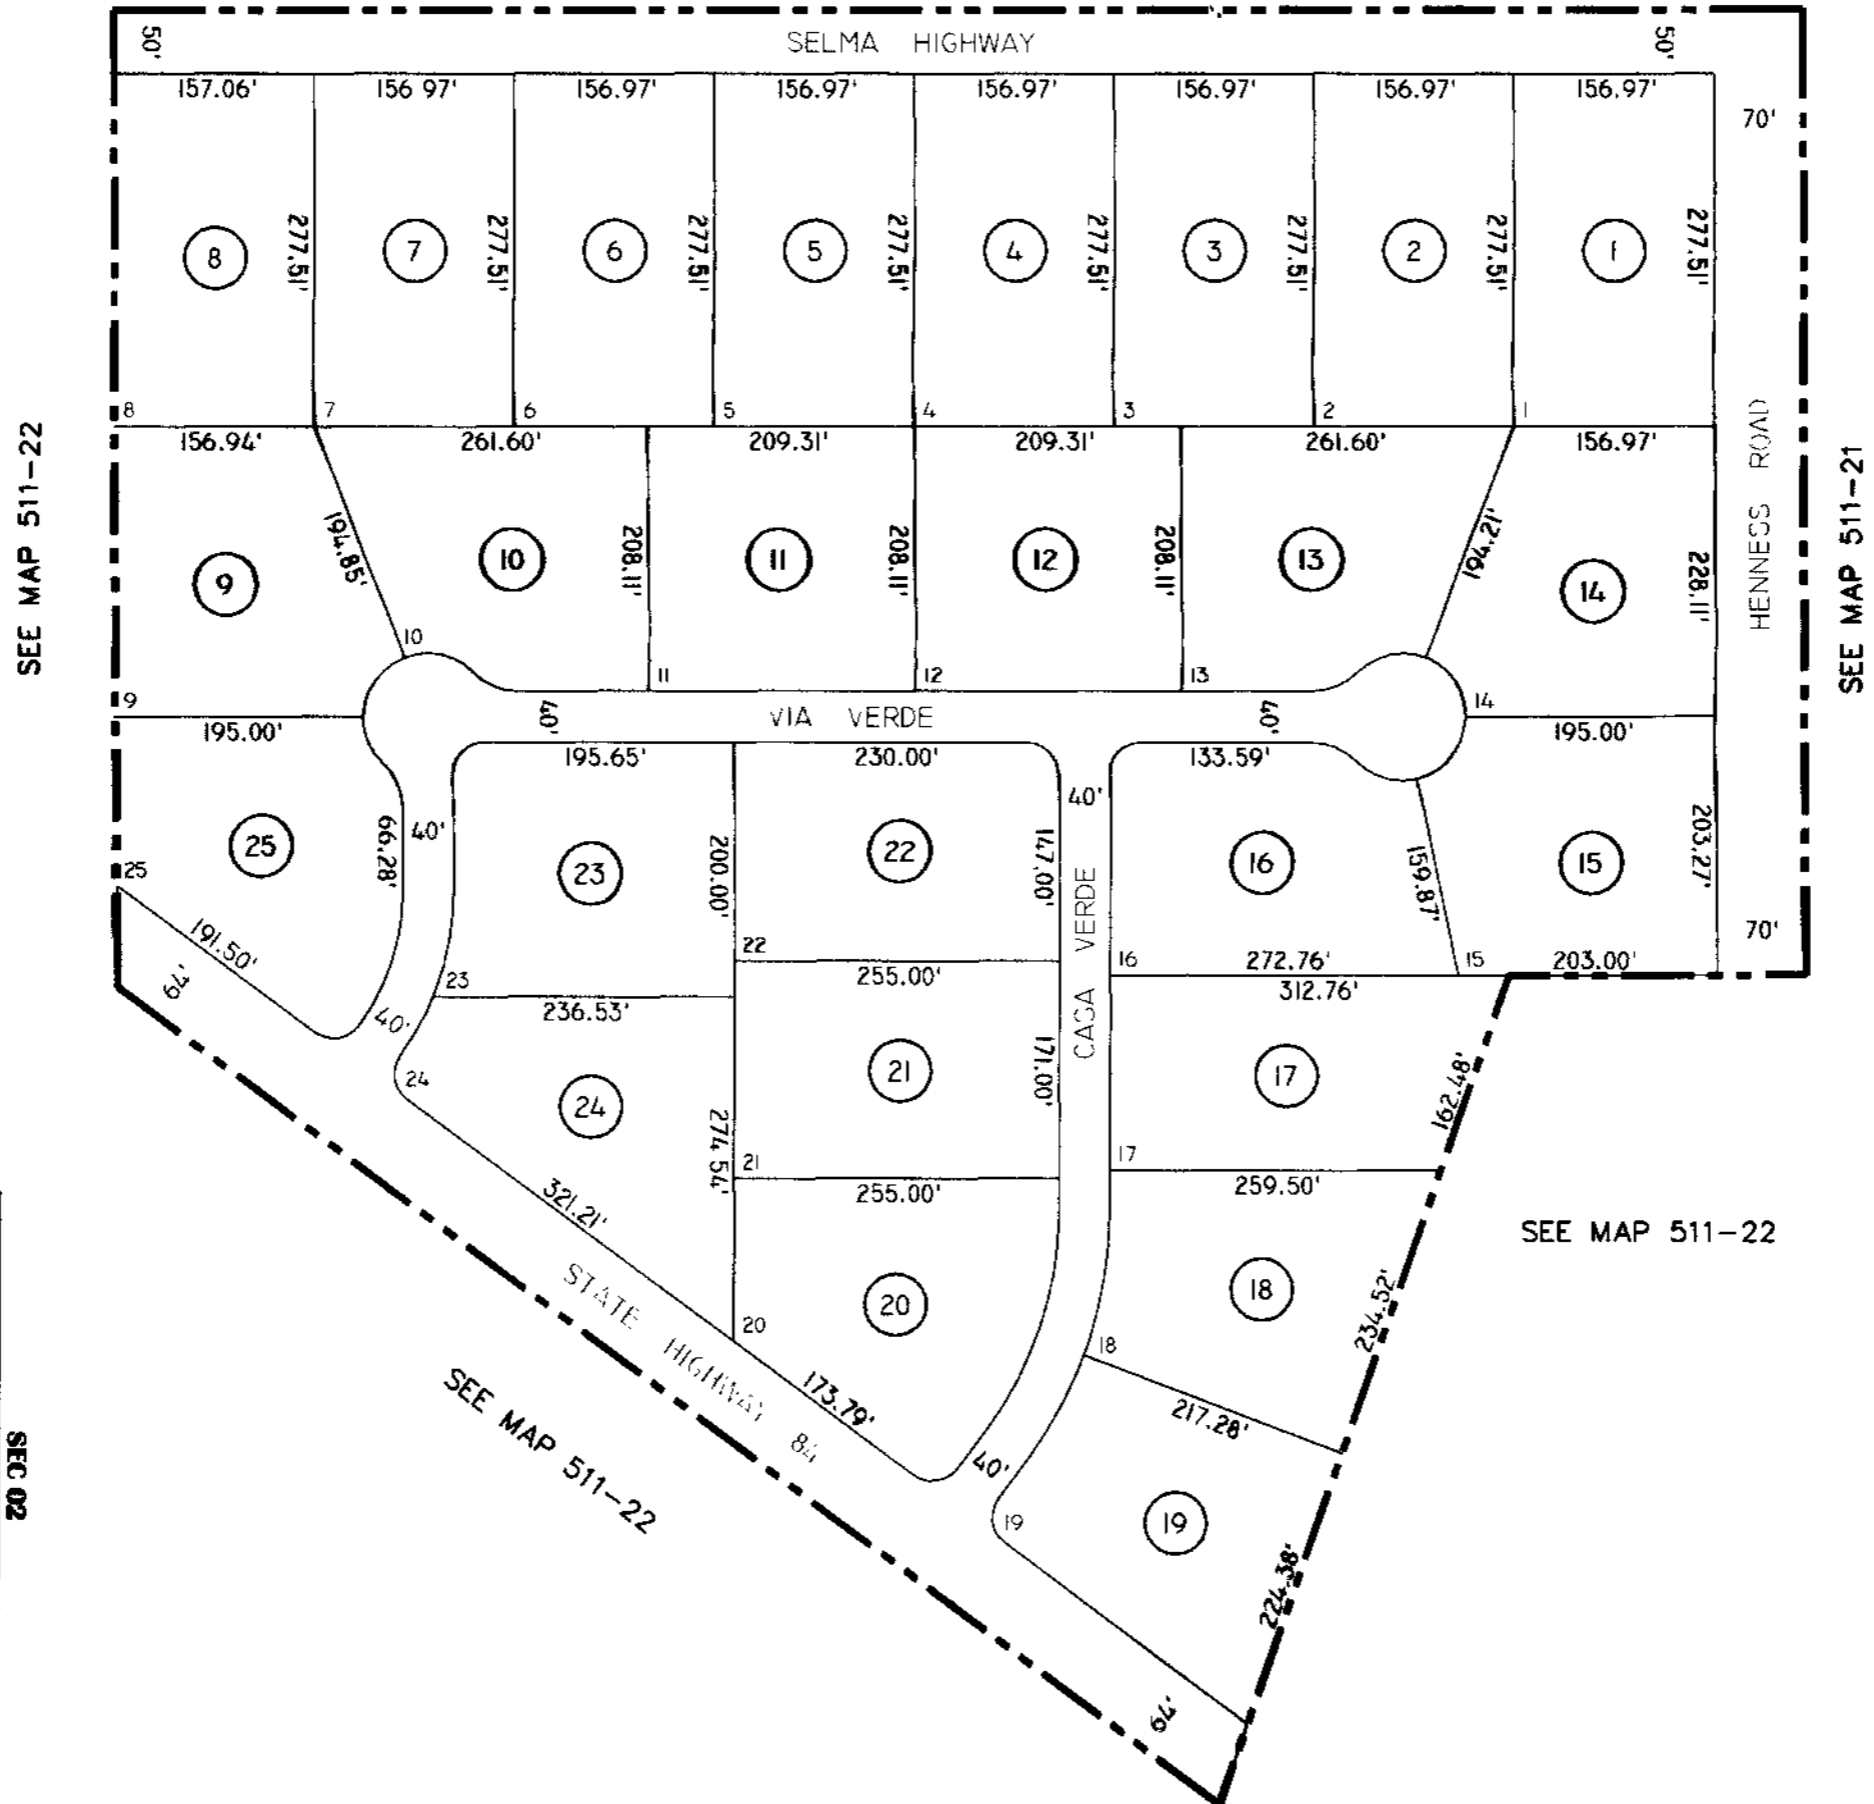 50' SELMA HIGHWAY 50'
157.06' 156 97' 156.97' 156.97' 156.97' 156.97' 156.97' 156.97'
70'
277.51' 277.51' 277.51' 277.51' 277.51' 277.51' 277.51' 277.51'
8 7 6 5 4 3 2 1
8 7 6 5 4 3 2 1
156.94' 261.60' 209.31' 209.31' 261.60' 156.97'
SEE MAP 511-22
HENNESS ROAD
SEE MAP 511-21
194.85' 208.11' 208.11' 208.11' 194.21' 228.11'
9 10 11 12 13 14
10 11 12 13
9 14
195.00' 40' VIA VERDE 40' 195.00'
195.65' 230.00' 133.59'
40'
66.28' 40' 200.00' 147.00' 159.87' 203.27'
25 23 22 16 15
25
CASA VERDE
70'
191.50' 22 16 272.76' 15 203.00'
67' 23 255.00' 312.76'
40' 236.53'
24 24 21 171.00' 17 162.48'
274 54' 21 17
321.21' 255.00' 259.50'
SEE MAP 511-22
STATE HIGHWAY 84
20 20 18 234.52'
18
173.79' 217.28'
SEE MAP 511-22
40'
19 19
224.38'
67'
SEC 02